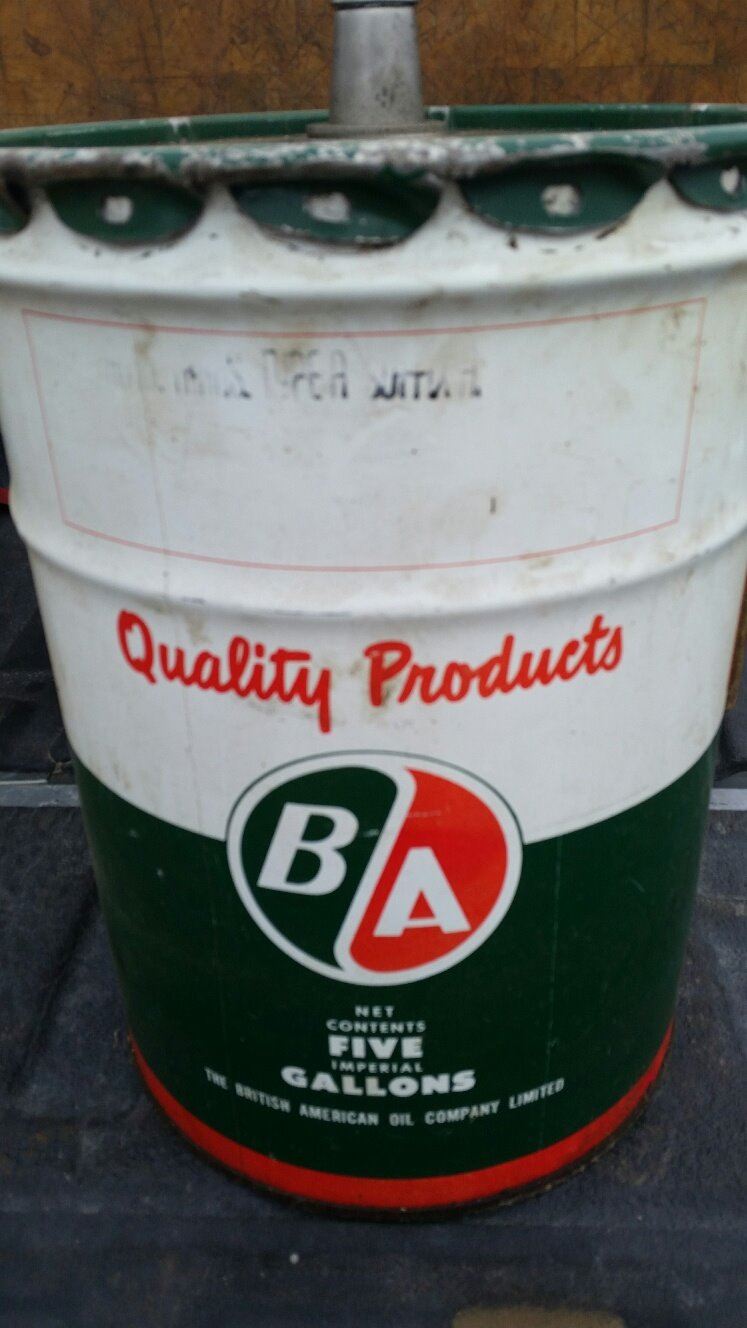 Quality Products
B A
NET
CONTENTS
FIVE
IMPERIAL
GALLONS
THE BRITISH AMERICAN OIL COMPANY LIMITED